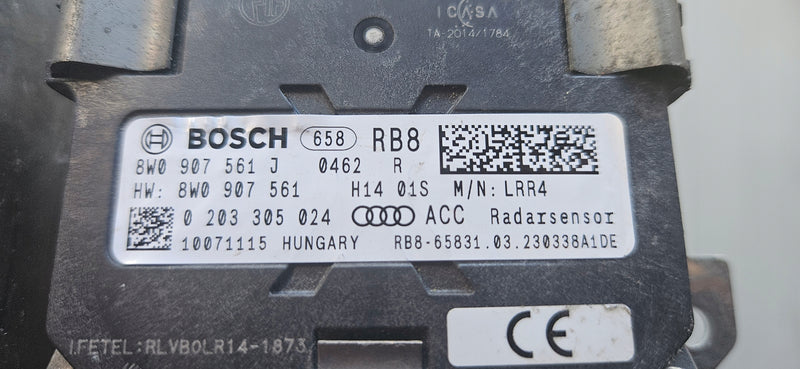 ICASA
TA-2014/1784
BOSCH 658 RB8
8W0 907 561 J 0462 R
HW: 8W0 907 561 H14 01S M/N: LRR4
0 203 305 024 ACC Radarsensor
10071115 HUNGARY RB8-65831.03.230338A1DE
CE
IFETEL:RLVBOLR14-1873